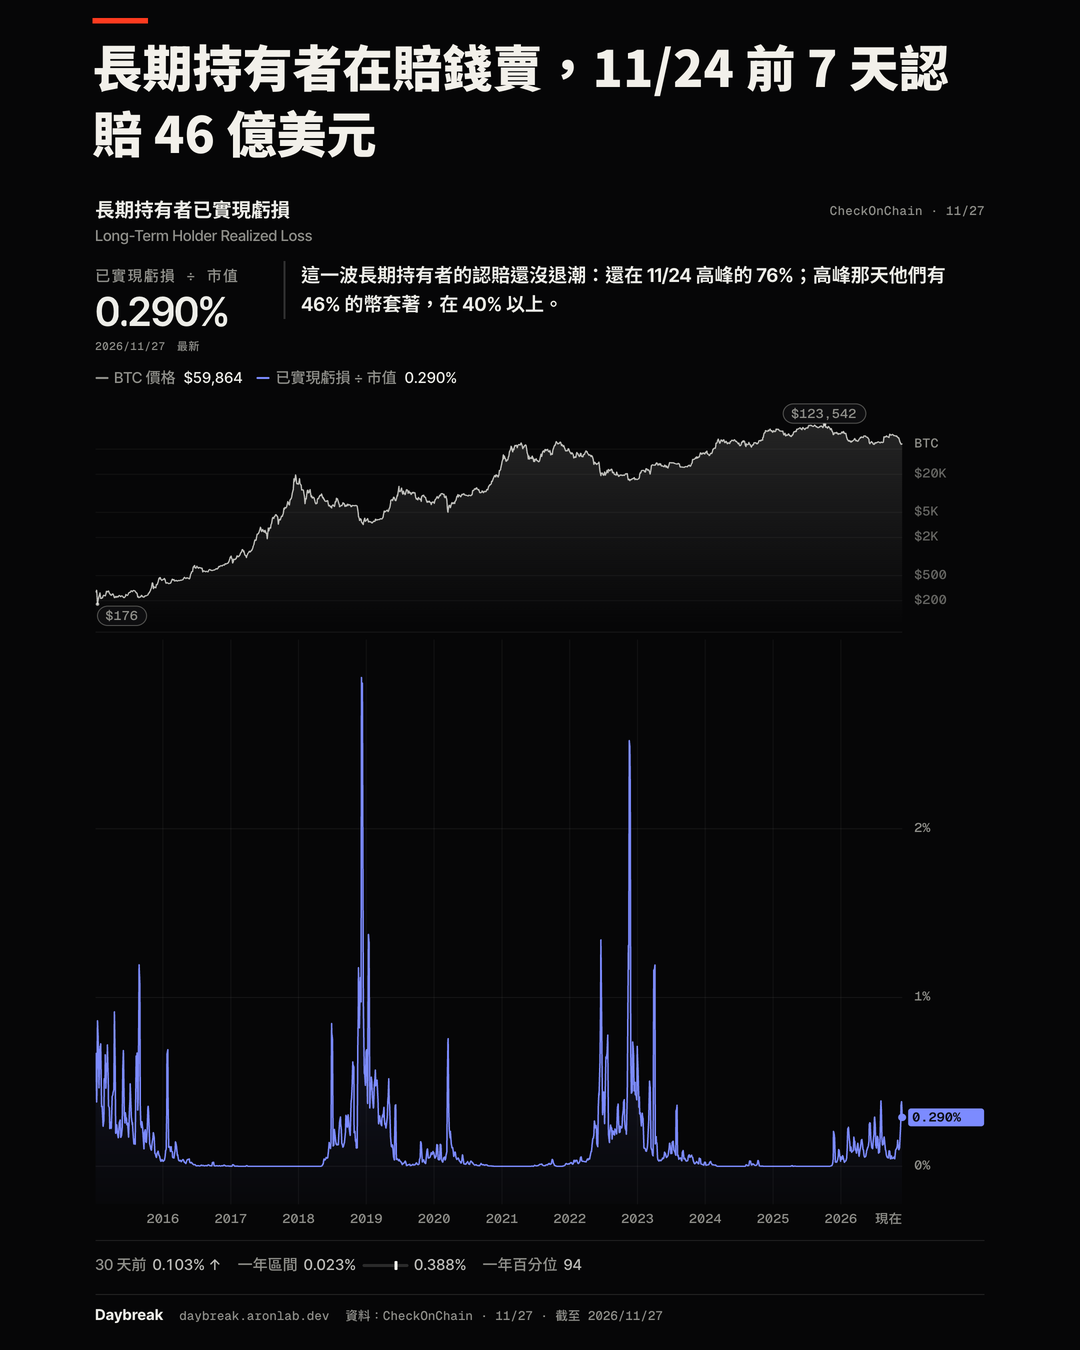 長期持有者在賠錢賣，11/24 前 7 天認
賠 46 億美元
長期持有者已實現虧損
CheckOnChain · 11/27
Long-Term Holder Realized Loss
已實現虧損 ÷ 市值
0.290%
2026/11/27 最新
這一波長期持有者的認賠還沒退潮：還在 11/24 高峰的 76%；高峰那天他們有
46% 的幣套著，在 40% 以上。
BTC 價格 $59,864 已實現虧損 ÷ 市值 0.290%
$123,542
BTC
$20K
$5K
$2K
$500
$200
$176
2%
1%
0.290%
0%
2016 2017 2018 2019 2020 2021 2022 2023 2024 2025 2026 現在
30 天前 0.103% ↑ 一年區間 0.023% 0.388% 一年百分位 94
Daybreak daybreak.aronlab.dev 資料：CheckOnChain · 11/27 · 截至 2026/11/27